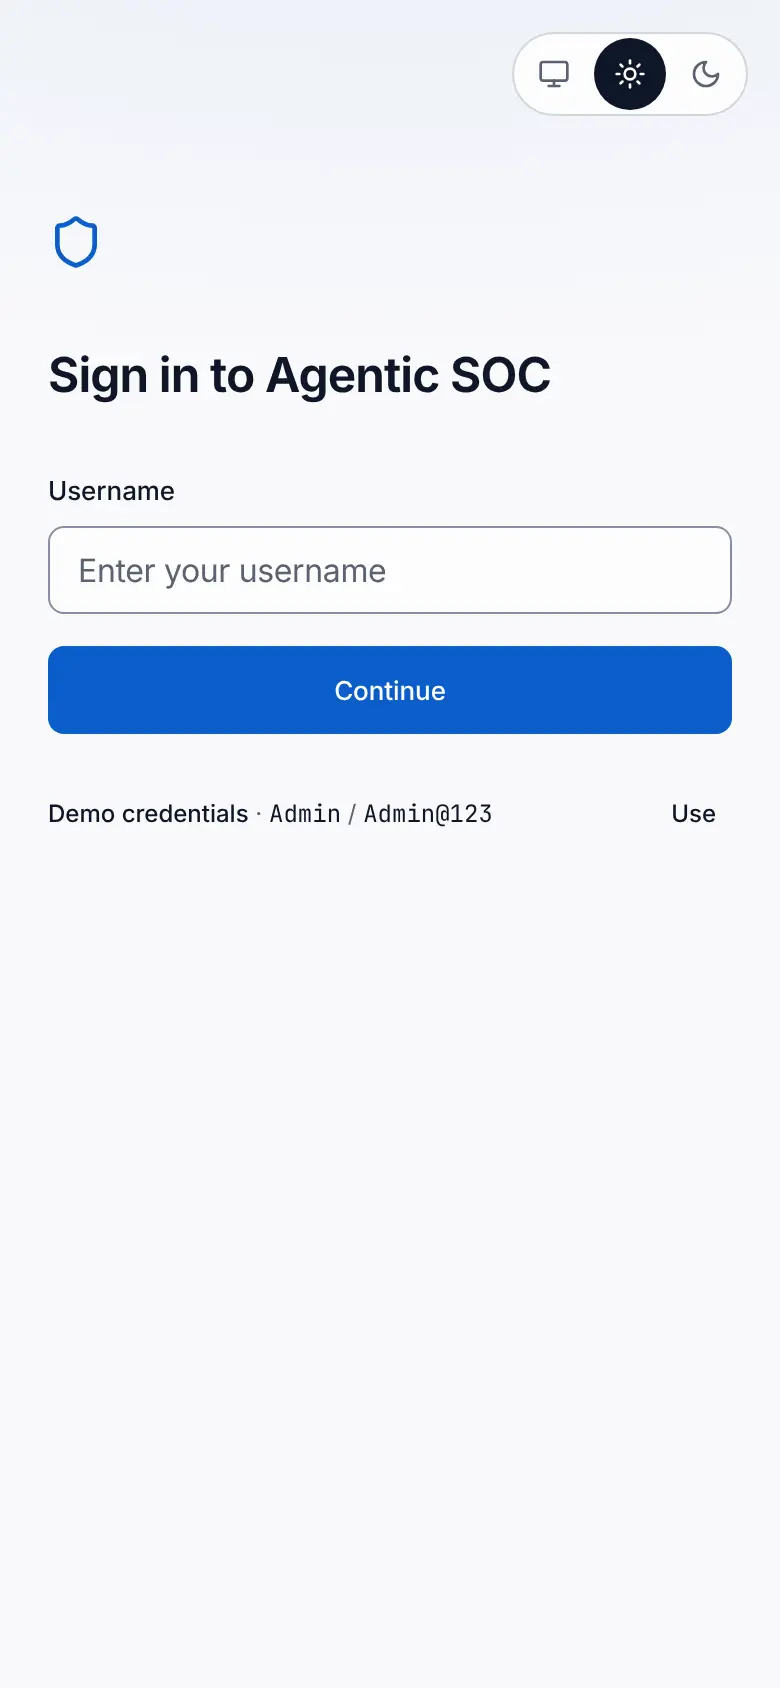 Sign in to Agentic SOC
Username
Enter your username
Continue
Demo credentials · Admin / Admin@123 Use